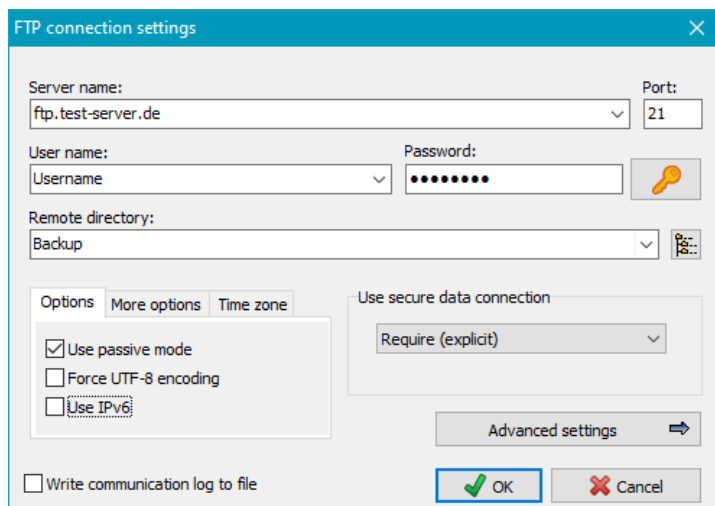 FTP connection settings
Server name:
Port:
ftp.test-server.de
21
User name:
Password:
Username
••••••••
Remote directory:
Backup
Options
More options
Time zone
Use passive mode
Force UTF-8 encoding
Use IPv6
Use secure data connection
Require (explicit)
Advanced settings
Write communication log to file
OK
Cancel